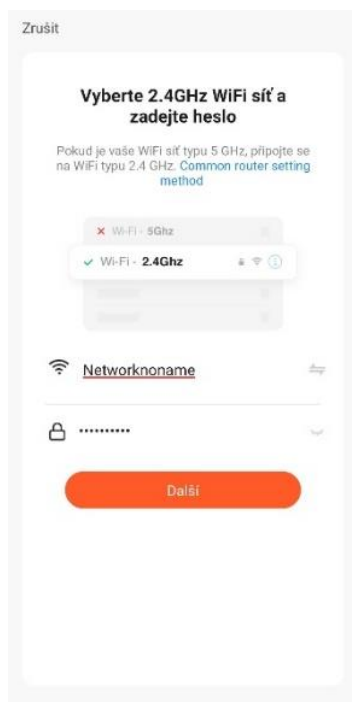 Zrušit
Vyberte 2.4GHz WiFi síť a
zadejte heslo
Pokud je vaše WiFi síť typu 5 GHz, připojte se
na WiFi typu 2.4 GHz. Common router setting
method
Wi-Fi - 5Ghz
Wi-Fi - 2.4Ghz
Networknoname
••••••••••
Další